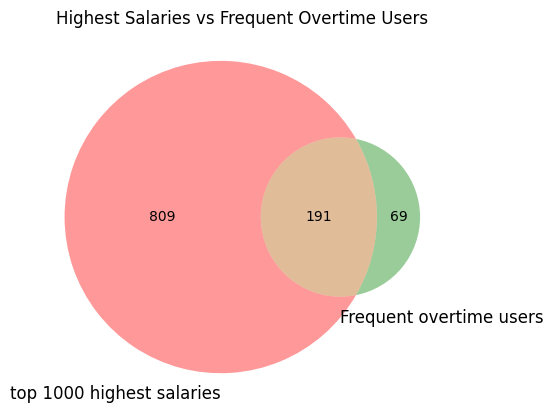 Highest Salaries vs Frequent Overtime Users
809
191
69
Frequent overtime users
top 1000 highest salaries